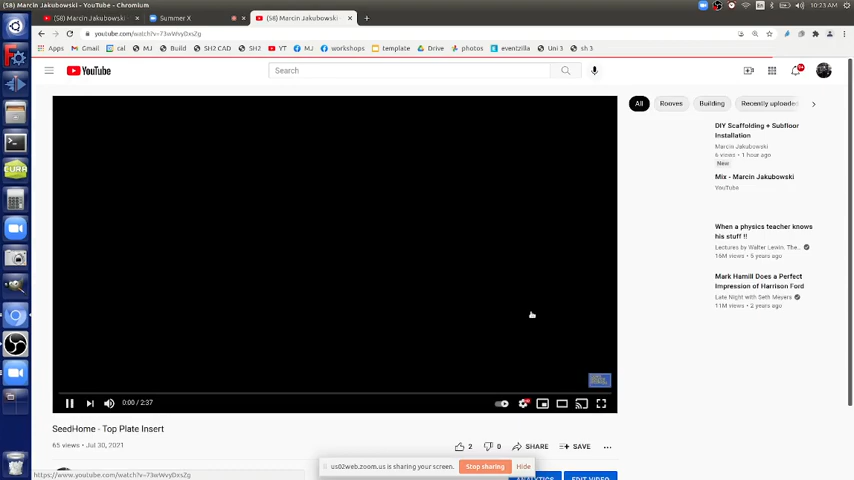 (58) Marcin Jakubowski - YouTube - Chromium
10:23 AM
(58) Marcin Jakubowski
Summer X
(58) Marcin Jakubowski
youtube.com/watch?v=73wWvyDxsZg
Apps Gmail cal MJ Build SH2 CAD SH2 YT MJ workshops template Drive photos eventzilla Uni 3 sh 3
YouTube
Search
9+
All Rooves Building Recently uploaded
DIY Scaffolding + Subfloor
Installation
Marcin Jakubowski
6 views • 1 hour ago
New
Mix - Marcin Jakubowski
YouTube
When a physics teacher knows
his stuff !!
Lectures by Walter Lewin. The...
16M views • 5 years ago
Mark Hamill Does a Perfect
Impression of Harrison Ford
Late Night with Seth Meyers
11M views • 2 years ago
0:00 / 2:37
SeedHome - Top Plate Insert
65 views • Jul 30, 2021
2 0 SHARE SAVE
us02web.zoom.us is sharing your screen. Stop sharing Hide
https://www.youtube.com/watch?v=73wWvyDxsZg
ANALYTICS EDIT VIDEO
CURA